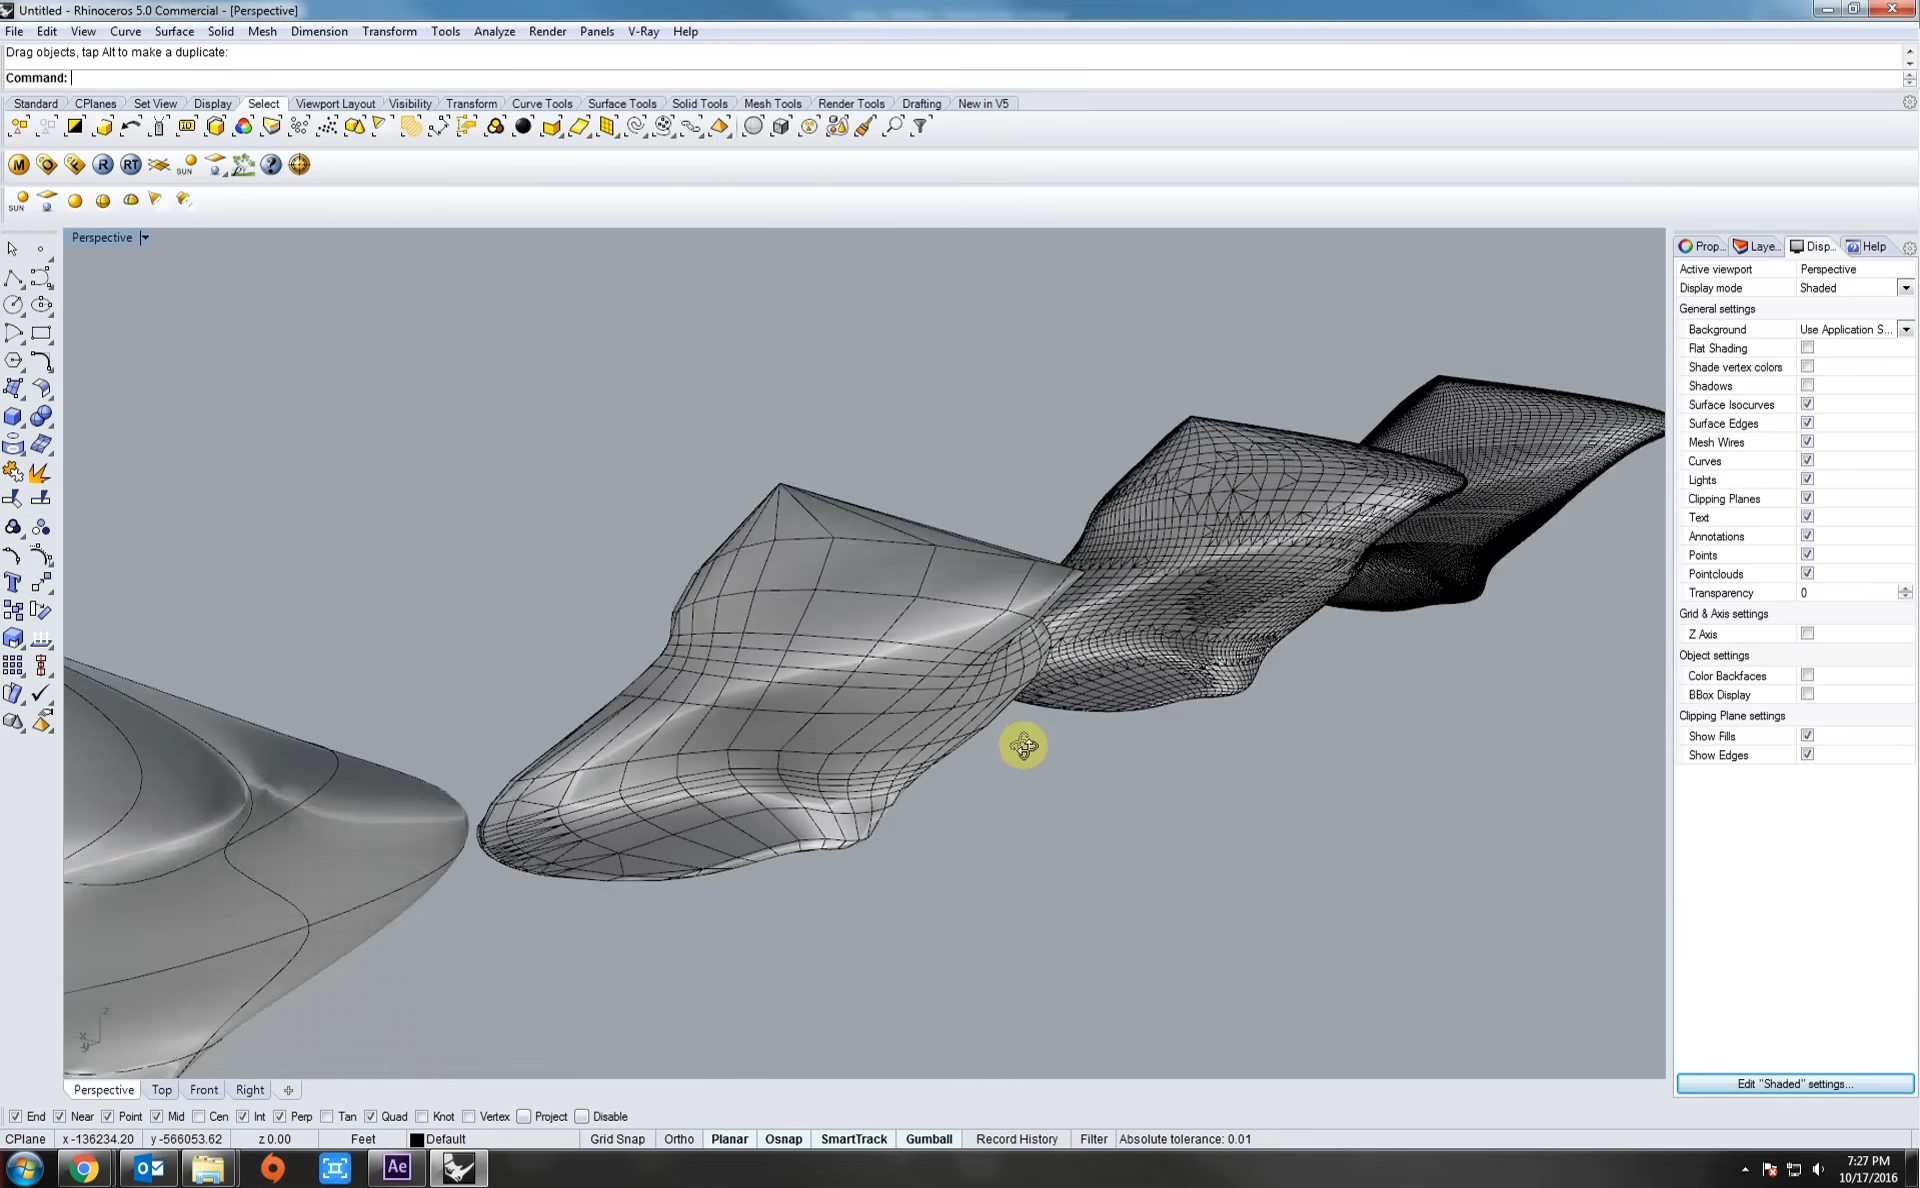 Untitled - Rhinoceros 5.0 Commercial - [Perspective]
File Edit View Curve Surface Solid Mesh Dimension Transform Tools Analyze Render Panels V-Ray Help
Drag objects, tap Alt to make a duplicate:
Command:
Standard CPlanes Set View Display Select Viewport Layout Visibility Transform Curve Tools Surface Tools Solid Tools Mesh Tools Render Tools Drafting New in V5
M O R RT SUN ?
SUN
Perspective
Prop... Laye... Disp... Help
Active viewport Perspective
Display mode Shaded
General settings
Background Use Application S...
Flat Shading
Shade vertex colors
Shadows
Surface Isocurves
Surface Edges
Mesh Wires
Curves
Lights
Clipping Planes
Text
Annotations
Points
Pointclouds
Transparency 0
Grid & Axis settings
Z Axis
Object settings
Color Backfaces
BBox Display
Clipping Plane settings
Show Fills
Show Edges
Edit "Shaded" settings...
Perspective Top Front Right
End Near Point Mid Cen Int Perp Tan Quad Knot Vertex Project Disable
CPlane x -136234.20 y -566053.62 z 0.00 Feet Default Grid Snap Ortho Planar Osnap SmartTrack Gumball Record History Filter Absolute tolerance: 0.01
Ae
7:27 PM
10/17/2016